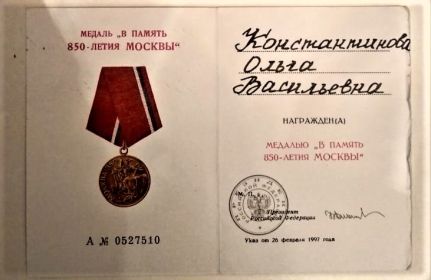 МЕДАЛЬ „В ПАМЯТЬ
850-ЛЕТИЯ МОСКВЫ“
А № 0527510
Константинова
Ольга
Васильевна
НАГРАЖДЕН(А)
МЕДАЛЬЮ „В ПАМЯТЬ
850-ЛЕТИЯ МОСКВЫ“
М. П.
Президент
Российской Федерации
Указ от 26 февраля 1997 года